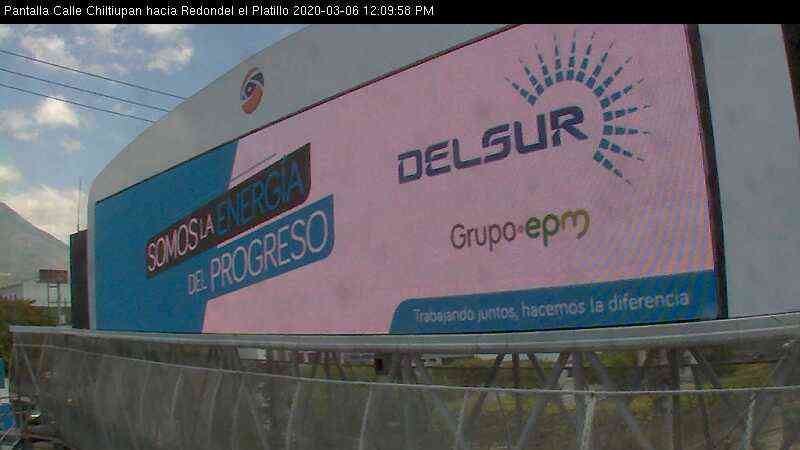 Pantalla Calle Chiltiupan hacia Redondel el Platillo 2020-03-06 12:09:58 PM
SOMOS LA ENERGÍA
DEL PROGRESO
DELSUR
Grupo·epm
Trabajando juntos, hacemos la diferencia